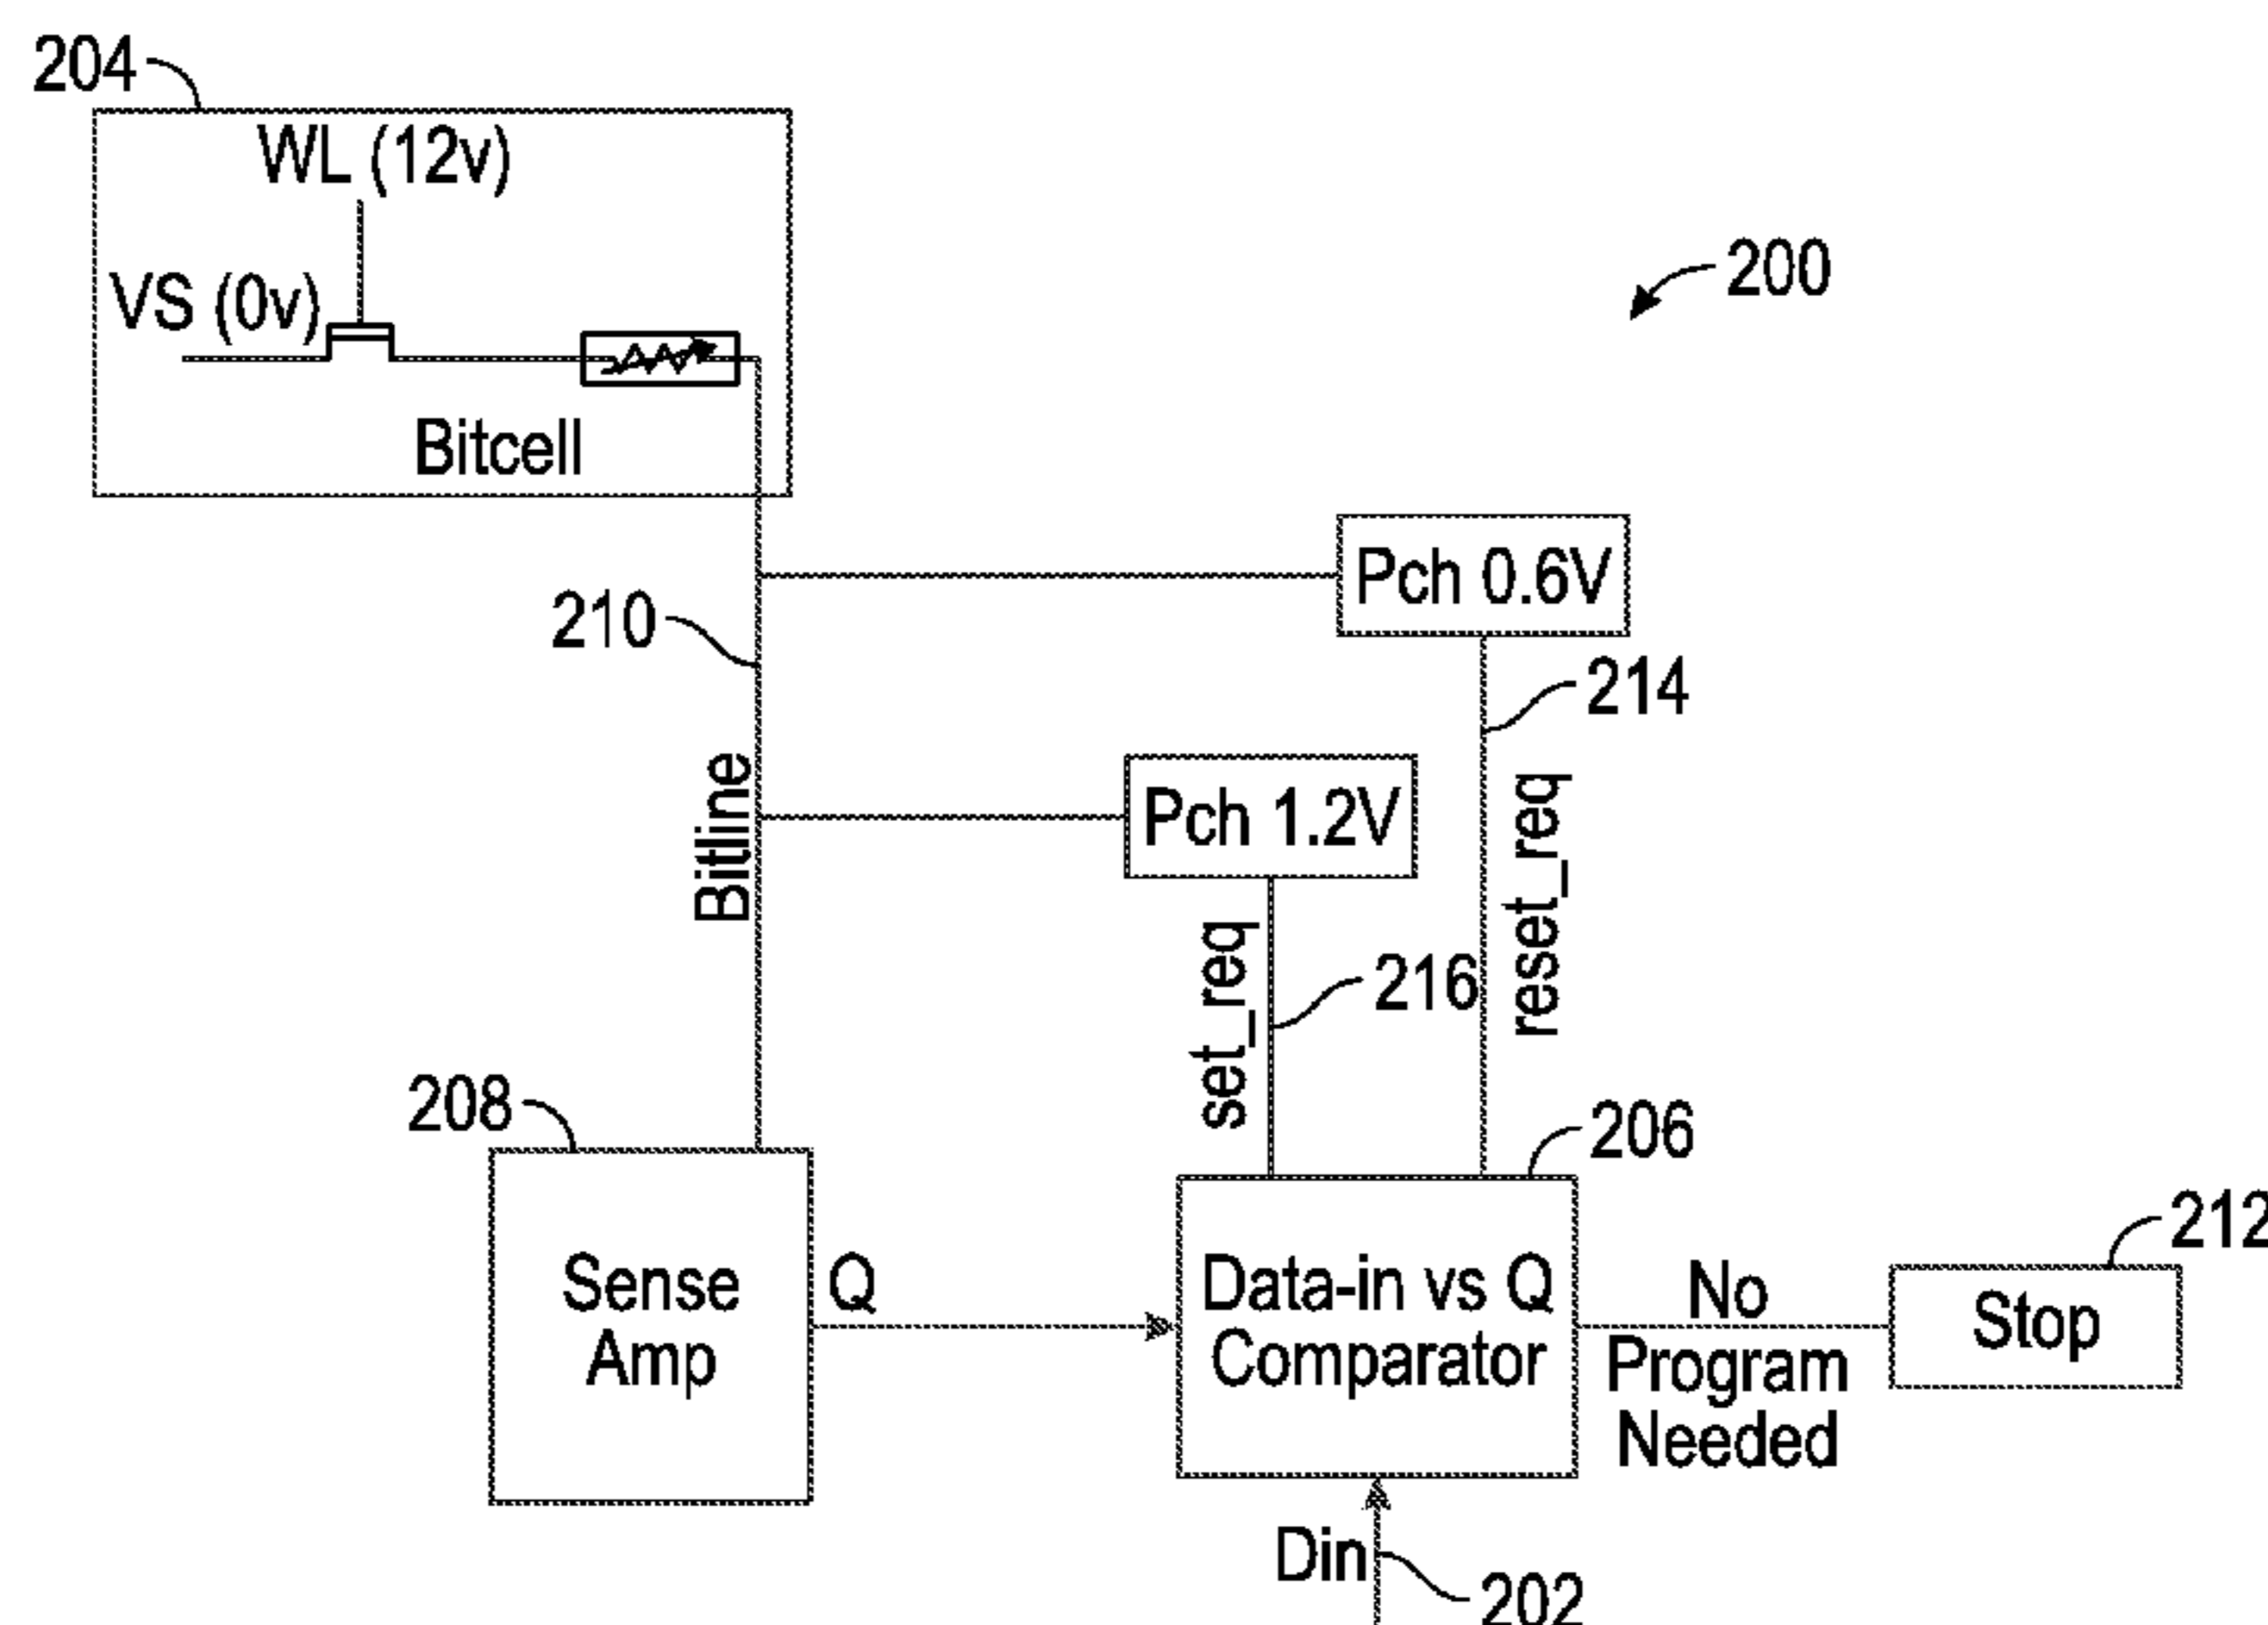 204
WL (12v)
200
VS (0v)
Bitcell
Pch 0.6V
210
214
Pch 1.2V
Bitline
reset_req
set_req
216
208
206
212
Sense
Amp
Q
Data-in vs Q
Comparator
No
Program
Needed
Stop
Din
202